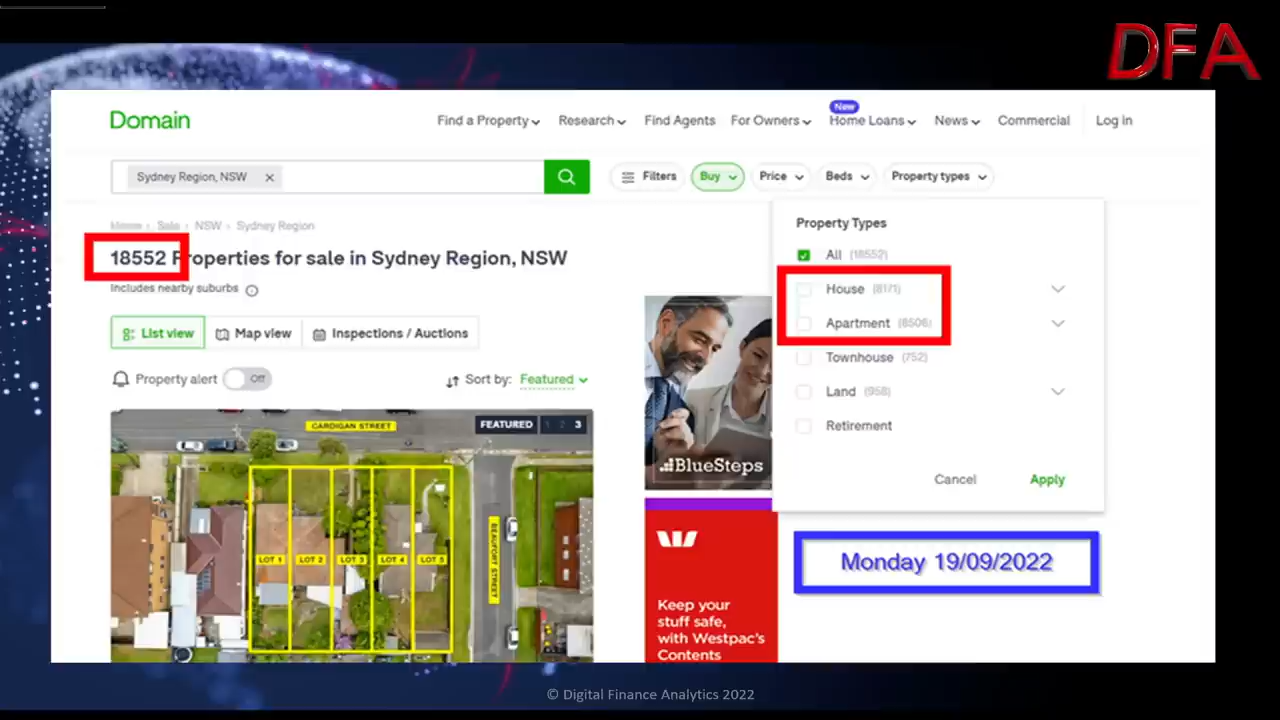 DFA
Domain
Find a Property
Research
Find Agents
For Owners
New
Home Loans
News
Commercial
Log in
Sydney Region, NSW ×
Filters
Buy
Price
Beds
Property types
Home › Sale › NSW › Sydney Region
18552 Properties for sale in Sydney Region, NSW
Includes nearby suburbs
List view
Map view
Inspections / Auctions
Property alert
Off
Sort by: Featured
Property Types
All (18552)
House (8171)
Apartment (8506)
Townhouse (752)
Land (958)
Retirement
Cancel
Apply
CARDIGAN STREET
FEATURED 1 2 3
LOT 1
LOT 2
LOT 3
LOT 4
LOT 5
BEAUFORT STREET
BlueSteps
Keep your
stuff safe,
with Westpac's
Contents
Monday 19/09/2022
© Digital Finance Analytics 2022